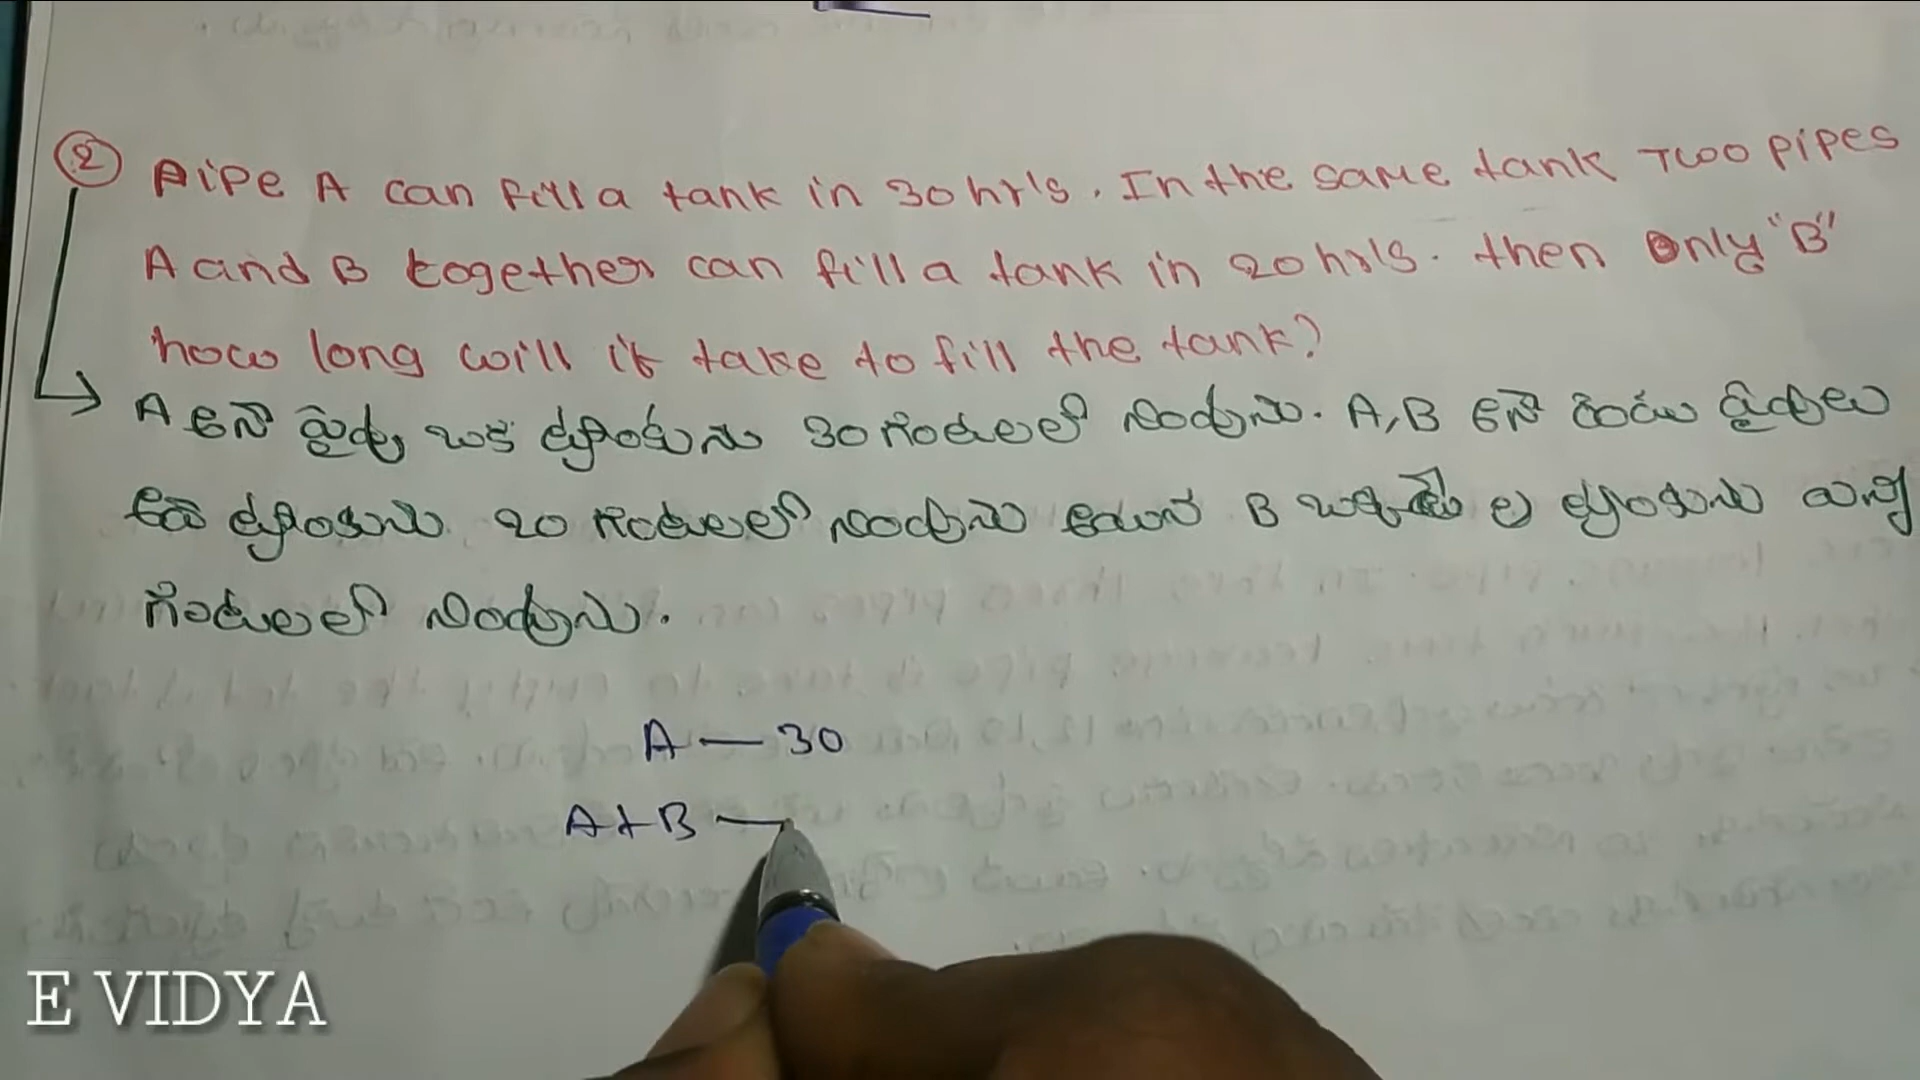 ② Pipe A can fill a tank in 30 hr's. In the same tank Two pipes
A and B together can fill a tank in 20 hr's. then Only "B"
how long will it take to fill the tank?
A అనే పైపు ఒక ట్యాంకును 30 గంటలలో నింపును. A, B అనే రెండు పైపులు
అదే ట్యాంకును 20 గంటలలో నింపును అయిన B ఒక్కటే ఆ ట్యాంకును ఎన్ని
గంటలలో నింపును.
A — 30
A+B —
E VIDYA